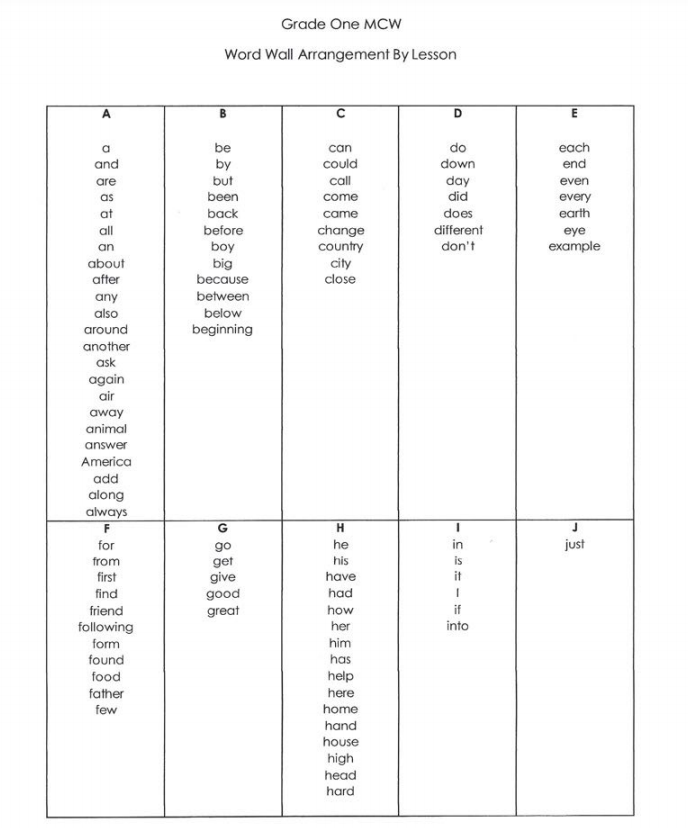 Grade One MCW
Word Wall Arrangement By Lesson
A
a
and
are
as
at
all
an
about
after
any
also
around
another
ask
again
air
away
animal
answer
America
add
along
always
B
be
by
but
been
back
before
boy
big
because
between
below
beginning
C
can
could
call
come
came
change
country
city
close
D
do
down
day
did
does
different
don't
E
each
end
even
every
earth
eye
example
F
for
from
first
find
friend
following
form
found
food
father
few
G
go
get
give
good
great
H
he
his
have
had
how
her
him
has
help
here
home
hand
house
high
head
hard
I
in
is
it
I
if
into
J
just